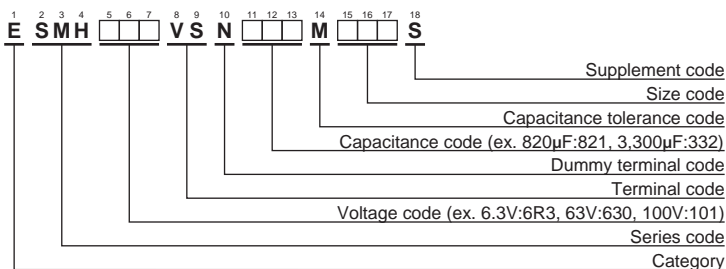 1 2 3 4 5 6 7 8 9 10 11 12 13 14 15 16 17 18
E S M H □ □ □ V S N □ □ □ M □ □ □ S
Supplement code
Size code
Capacitance tolerance code
Capacitance code (ex. 820µF:821, 3,300µF:332)
Dummy terminal code
Terminal code
Voltage code (ex. 6.3V:6R3, 63V:630, 100V:101)
Series code
Category